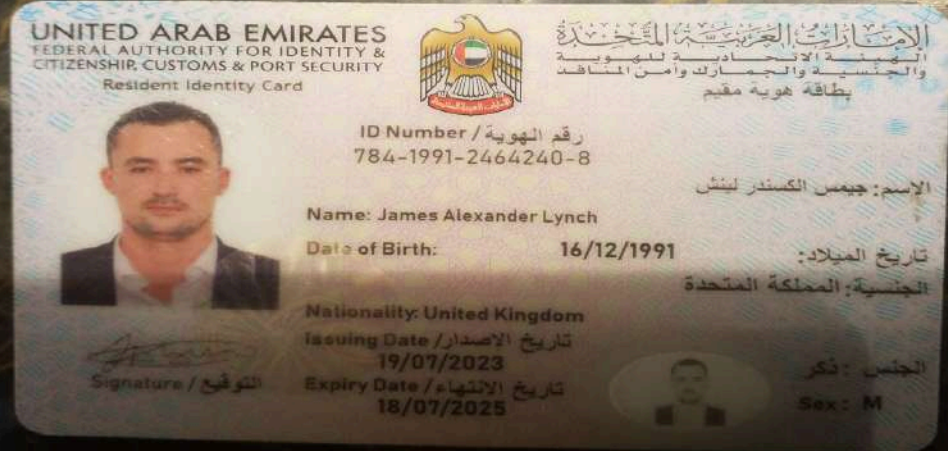 UNITED ARAB EMIRATES
FEDERAL AUTHORITY FOR IDENTITY &
CITIZENSHIP, CUSTOMS & PORT SECURITY
Resident Identity Card
الإمارات العربية المتحدة
الهيئة الاتحادية للهوية
والجنسية والجمارك وأمن المنافذ
بطاقة هوية مقيم
ID Number / رقم الهوية
784-1991-2464240-8
الإسم: جيمس الكسندر لينش
Name: James Alexander Lynch
Date of Birth: 16/12/1991 تاريخ الميلاد:
الجنسية: المملكة المتحدة
Nationality: United Kingdom
Issuing Date / تاريخ الاصدار
19/07/2023
Expiry Date / تاريخ الانتهاء
18/07/2025
الجنس: ذكر
Sex: M
Signature / التوقيع